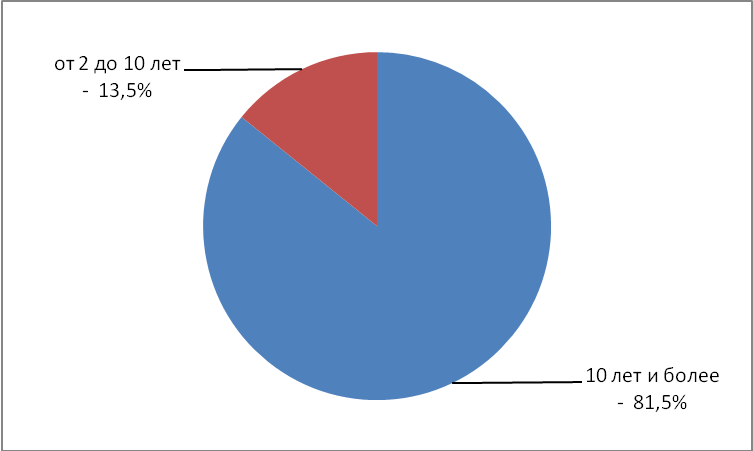 от 2 до 10 лет
- 13,5%
10 лет и более
- 81,5%